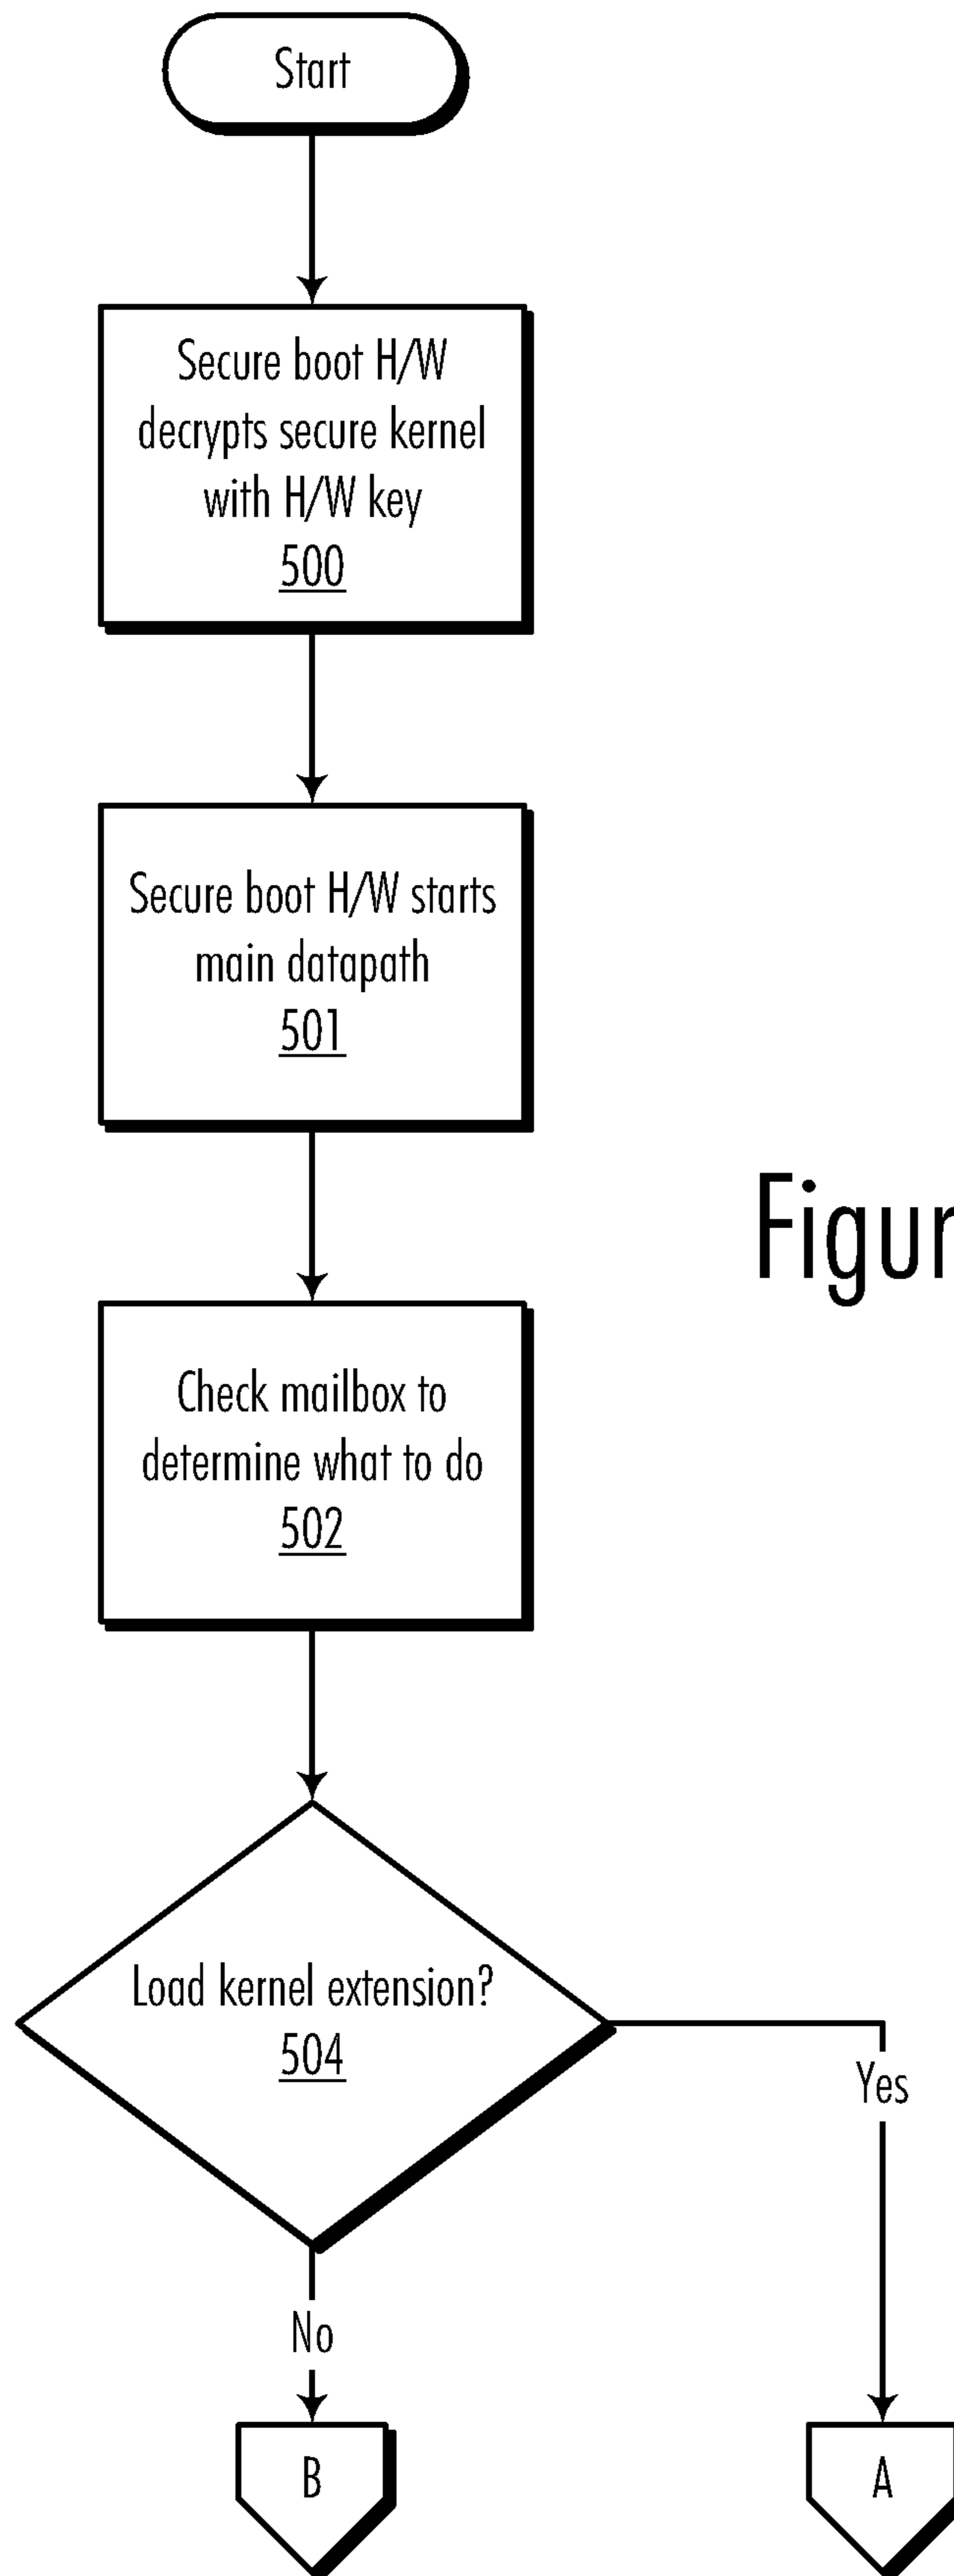 Start
Secure boot H/W
decrypts secure kernel
with H/W key
500
Secure boot H/W starts
main datapath
501
Figur
Check mailbox to
determine what to do
502
Load kernel extension?
504
Yes
No
B
A